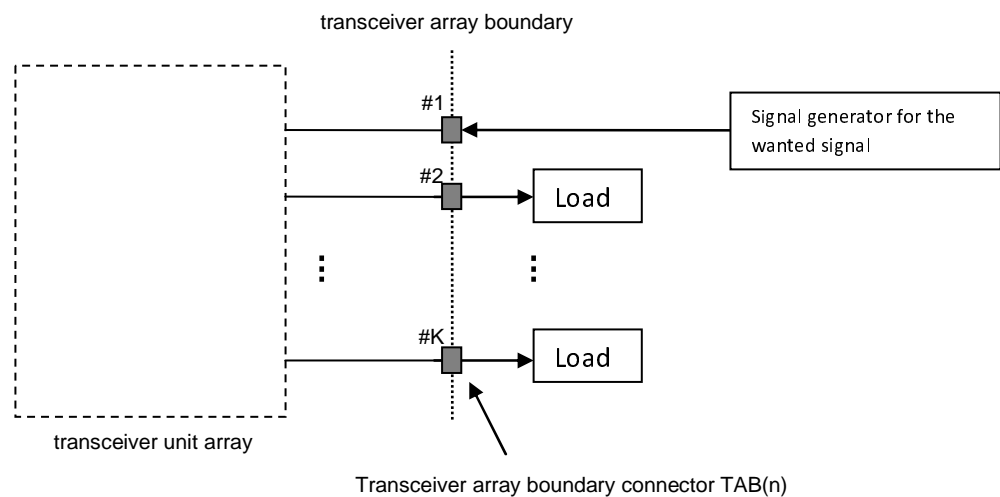 transceiver array boundary
#1
Signal generator for the
wanted signal
#2
Load
#K
Load
transceiver unit array
Transceiver array boundary connector TAB(n)